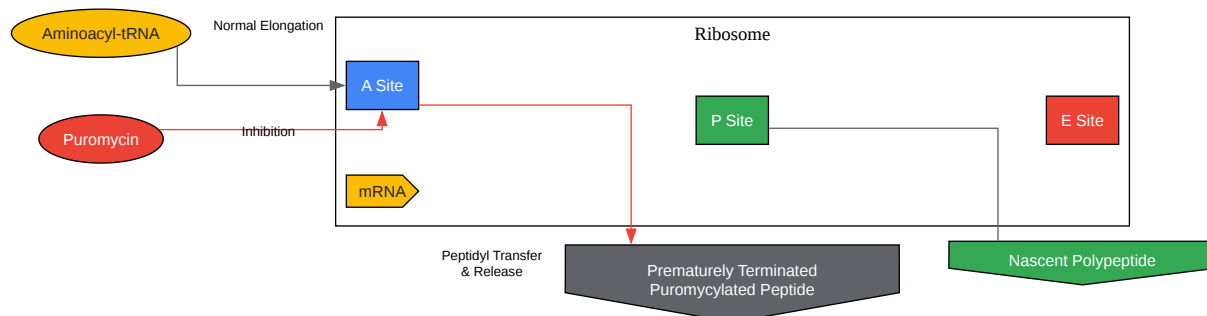 Normal Elongation
Ribosome
Aminoacyl-tRNA
A Site
P Site
E Site
Puromycin
Inhibition
mRNA
Peptidyl Transfer
& Release
Prematurely Terminated
Puromycylated Peptide
Nascent Polypeptide